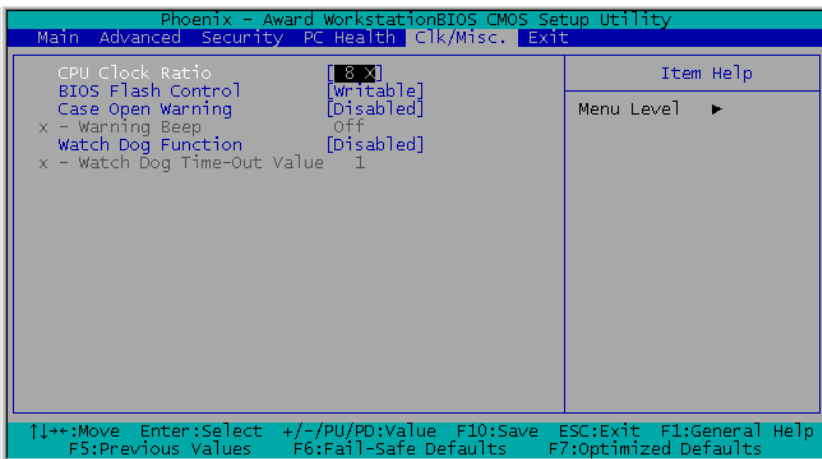 Phoenix - Award WorkstationBIOS CMOS Setup Utility
Main Advanced Security PC Health Clk/Misc. Exit
CPU Clock Ratio [ 8 X]
BIOS Flash Control [Writable]
Case Open Warning [Disabled]
x - Warning Beep Off
Watch Dog Function [Disabled]
x - Watch Dog Time-Out Value 1
Item Help
Menu Level ►
↑↓→←:Move Enter:Select +/-/PU/PD:Value F10:Save ESC:Exit F1:General Help
F5:Previous Values F6:Fail-Safe Defaults F7:Optimized Defaults